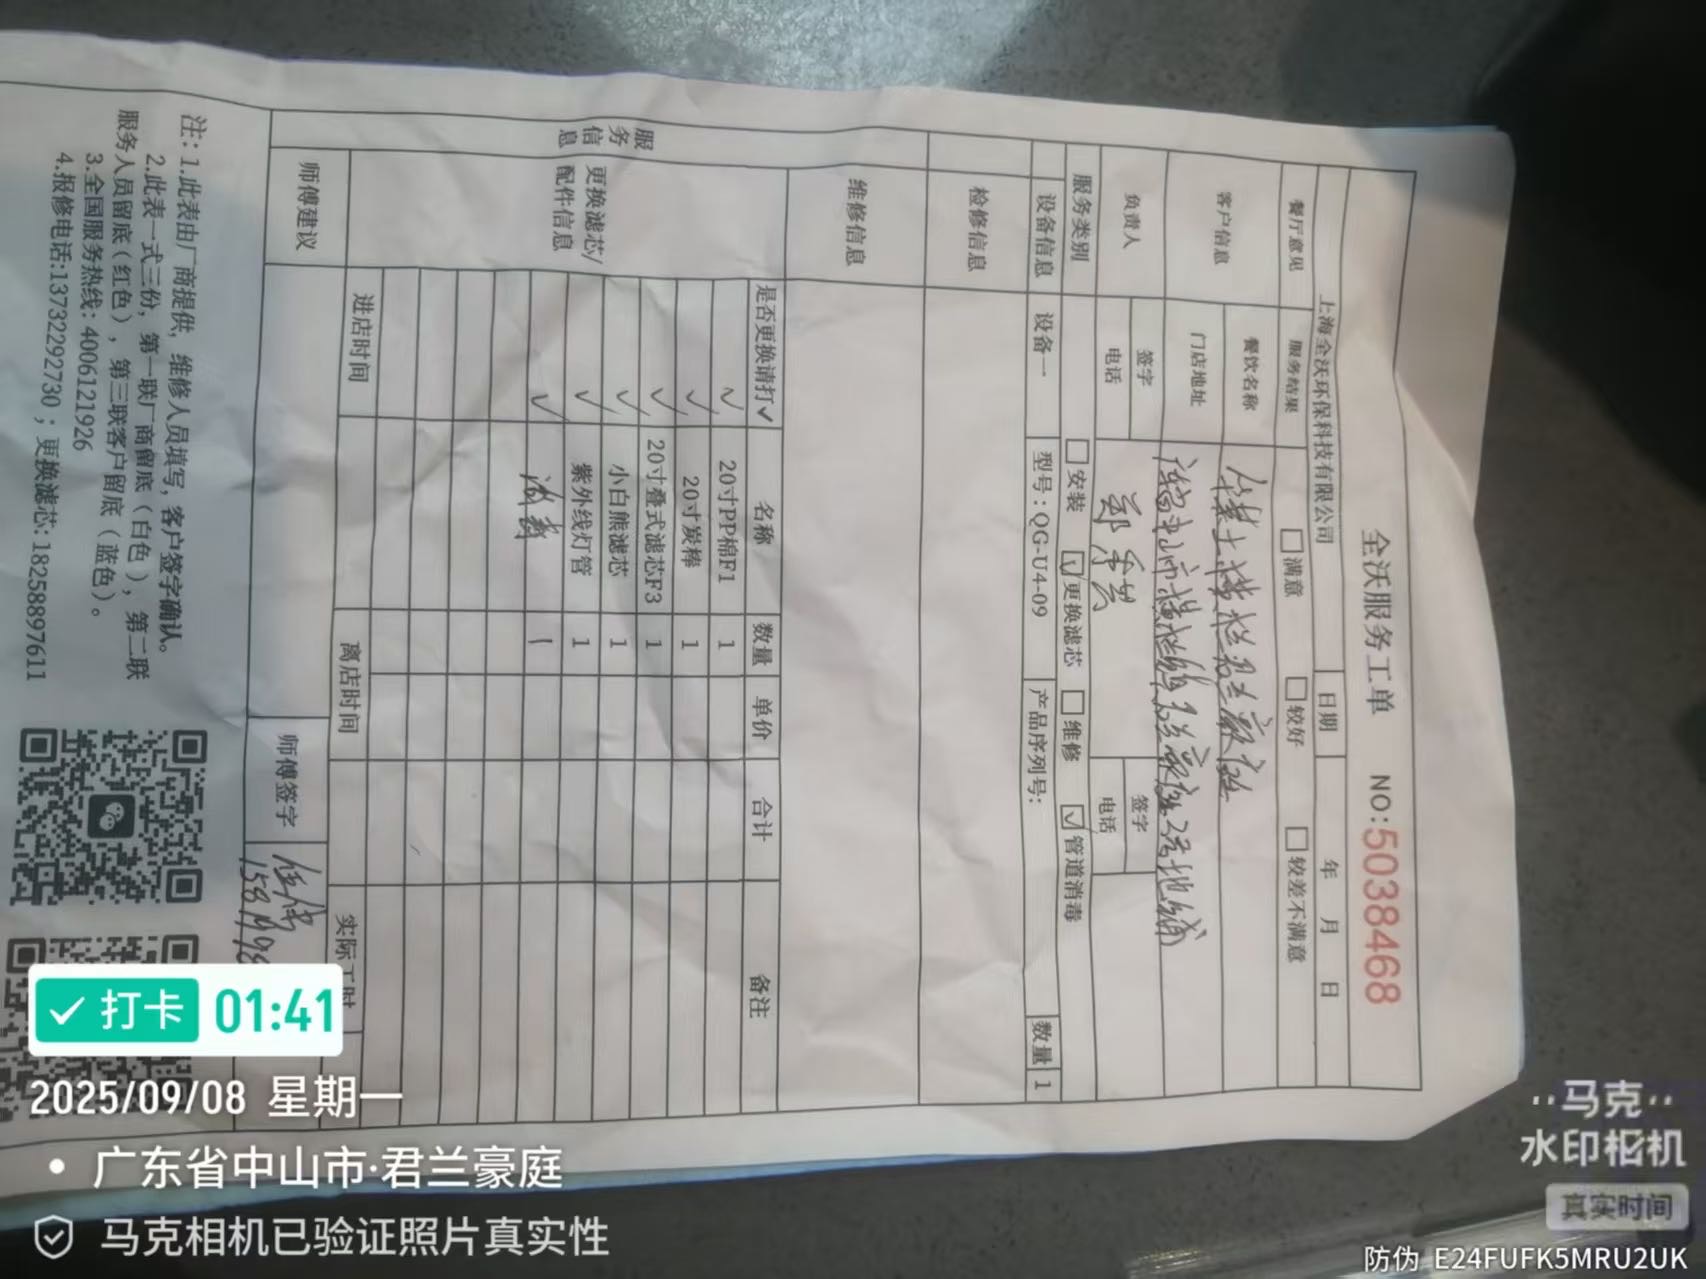 全沃服务工单 NO:5038468
上海全沃环保科技有限公司 日期 年 月 日
餐厅意见 服务结果 满意 较好 较差不满意
客户信息 餐饮名称
门店地址
负责人 签字 签字
电话 电话
服务类别 安装 ✓更换滤芯 维修 ✓管道消毒
设备信息 设备一 型号:QG-U4-09 产品序列号: 数量 1
检修信息
维修信息
服务信息
更换滤芯/配件信息
是否更换请打✓ 名称 数量 单价 合计 备注
✓ 20寸PP棉F1 1
✓ 20寸炭棒 1
✓ 20寸叠式滤芯F3 1
✓ 小白熊滤芯 1
✓ 紫外线灯管 1
✓ 消毒 1
进店时间 离店时间 实际工时
师傅建议 师傅签字
注: 1.此表由厂商提供, 维修人员填写, 客户签字确认。
2.此表一式三份, 第一联厂商留底 (白色), 第二联
服务人员留底 (红色), 第三联客户留底 (蓝色)。
3.全国服务热线: 4006121926
4.报修电话:13732292730; 更换滤芯: 18258897611
打卡 01:41
2025/09/08 星期一
广东省中山市·君兰豪庭
马克相机已验证照片真实性
马克
水印相机
真实时间
防伪 E24FUFK5MRU2UK